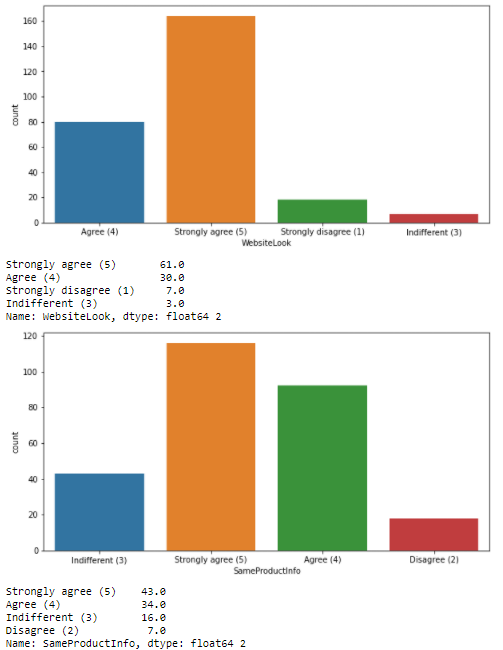 160
140
120
100
80
60
40
20
0
count
Agree (4) Strongly agree (5) Strongly disagree (1) Indifferent (3)
WebsiteLook
Strongly agree (5) 61.0
Agree (4) 30.0
Strongly disagree (1) 7.0
Indifferent (3) 3.0
Name: WebsiteLook, dtype: float64 2
120
100
80
60
40
20
0
count
Indifferent (3) Strongly agree (5) Agree (4) Disagree (2)
SameProductInfo
Strongly agree (5) 43.0
Agree (4) 34.0
Indifferent (3) 16.0
Disagree (2) 7.0
Name: SameProductInfo, dtype: float64 2